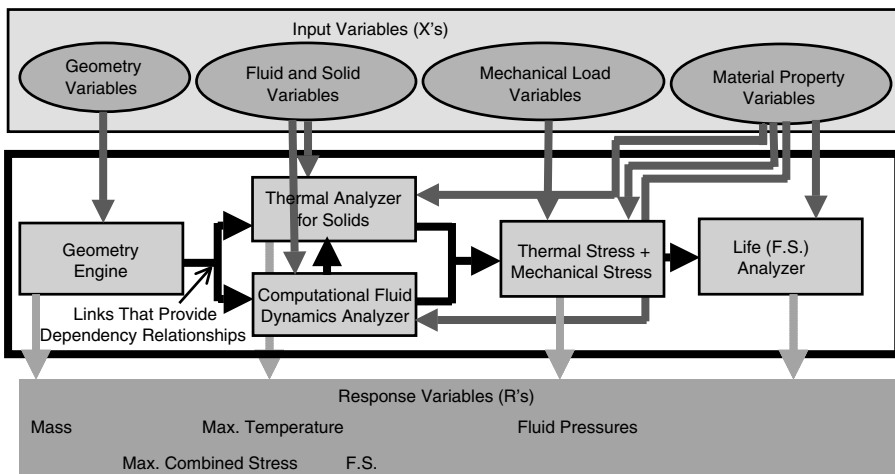 Input Variables (X's)
Geometry
Variables
Fluid and Solid
Variables
Mechanical Load
Variables
Material Property
Variables
Thermal Analyzer
for Solids
Geometry
Engine
Thermal Stress +
Mechanical Stress
Life (F.S.)
Analyzer
Computational Fluid
Dynamics Analyzer
Links That Provide
Dependency Relationships
Response Variables (R's)
Mass
Max. Temperature
Fluid Pressures
Max. Combined Stress
F.S.